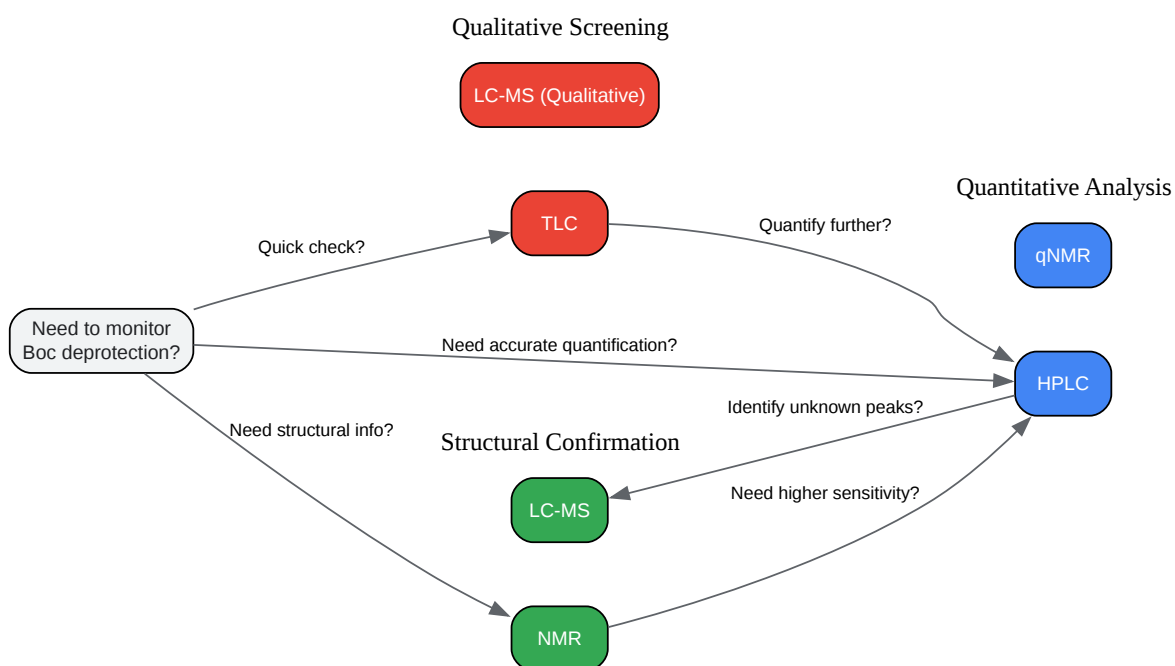 Qualitative Screening
LC-MS (Qualitative)
Quantitative Analysis
TLC
Quantify further?
Quick check?
qNMR
Need to monitor
Boc deprotection?
Need accurate quantification?
HPLC
Identify unknown peaks?
Need structural info?
Structural Confirmation
LC-MS
Need higher sensitivity?
NMR